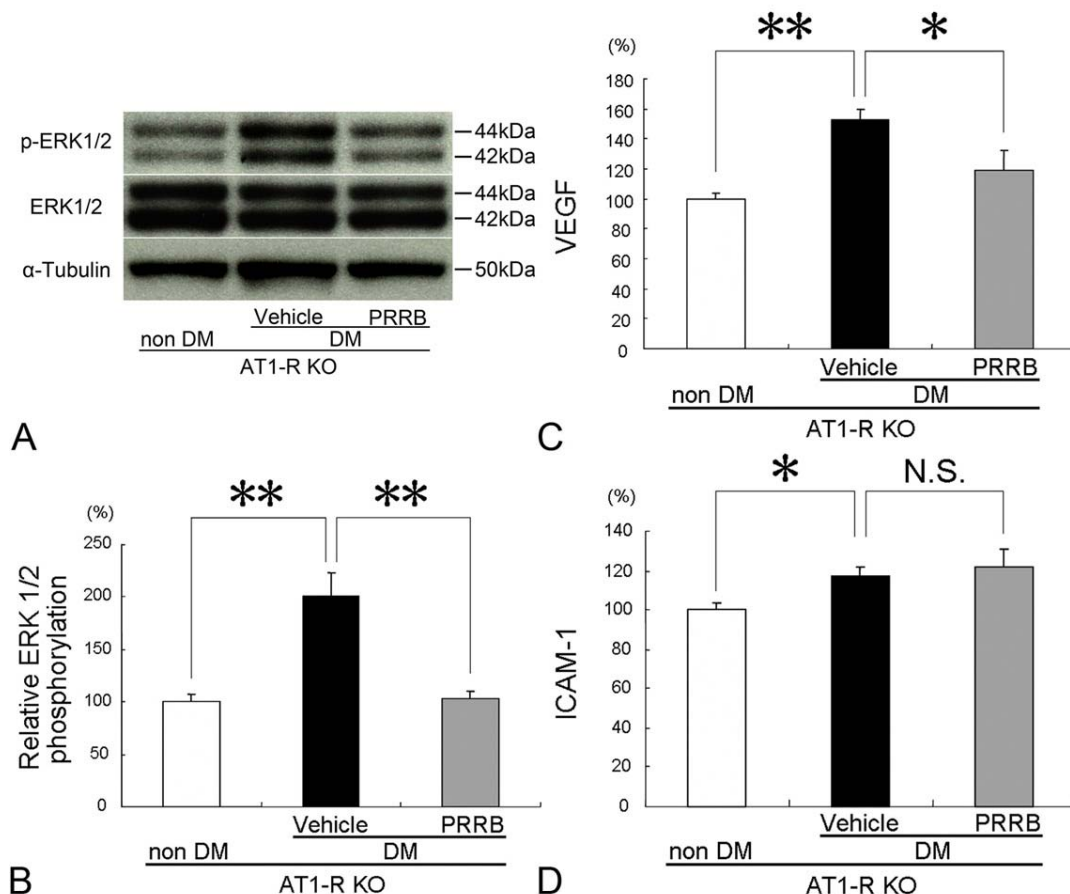 p-ERK1/2
44kDa
42kDa
ERK1/2
44kDa
42kDa
α-Tubulin
50kDa
Vehicle PRRB
non DM DM
AT1-R KO
A
** *
(%)
VEGF
180
160
140
120
100
80
60
40
20
0
Vehicle PRRB
non DM DM
AT1-R KO
C
** **
(%)
Relative ERK 1/2
phosphorylation
250
200
150
100
50
0
Vehicle PRRB
non DM DM
AT1-R KO
B
* N.S.
(%)
ICAM-1
140
120
100
80
60
40
20
0
Vehicle PRRB
non DM DM
AT1-R KO
D